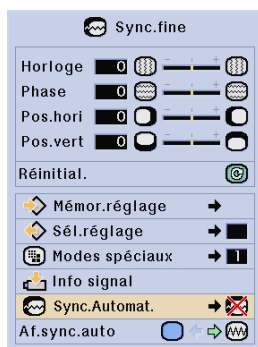 Sync.fine
Horloge 0
Phase 0
Pos.hori 0
Pos.vert 0
Réinitial.
Mémor.réglage
Sél.réglage
Modes spéciaux 1
Info signal
Sync.Automat.
Af.sync.auto